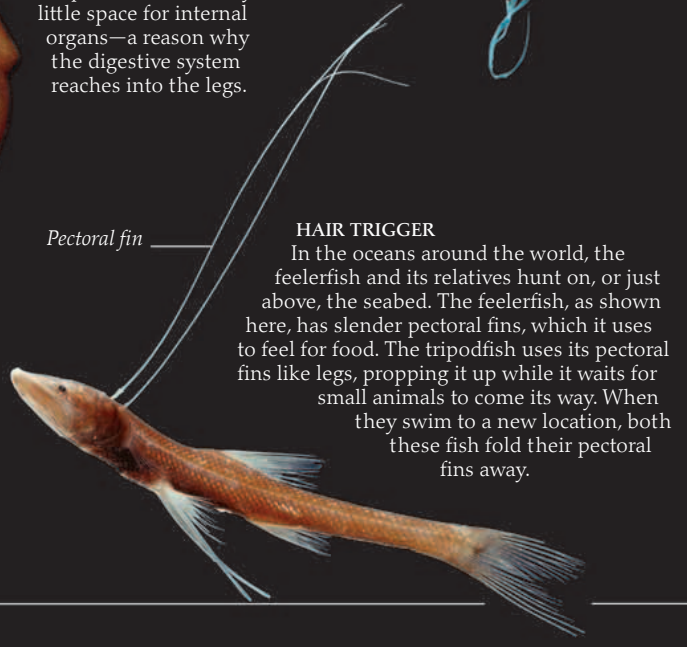 little space for internal
organs—a reason why
the digestive system
reaches into the legs.
Pectoral fin
HAIR TRIGGER
In the oceans around the world, the
feelerfish and its relatives hunt on, or just
above, the seabed. The feelerfish, as shown
here, has slender pectoral fins, which it uses
to feel for food. The tripodfish uses its pectoral
fins like legs, propping it up while it waits for
small animals to come its way. When
they swim to a new location, both
these fish fold their pectoral
fins away.